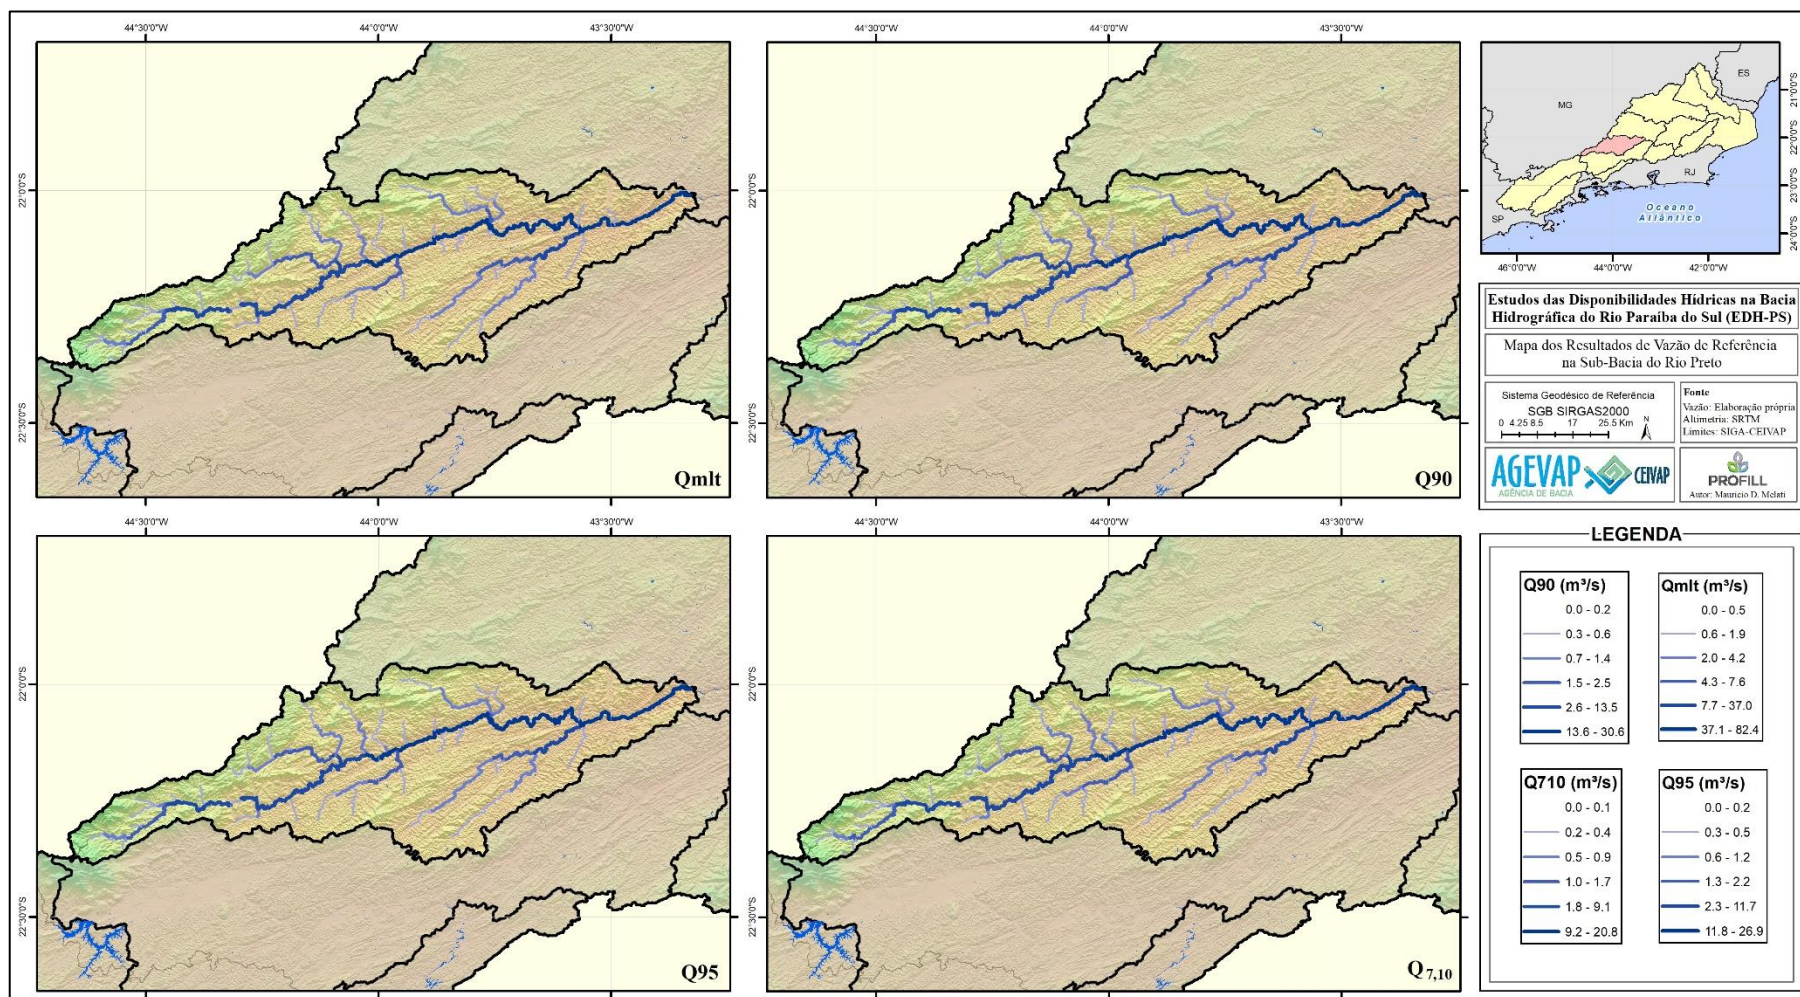 44°30'0"W 44°0'0"W 43°30'0"W
22°0'0"S
22°30'0"S
Qmlt
44°30'0"W 44°0'0"W 43°30'0"W
22°0'0"S
22°30'0"S
Q90
44°30'0"W 44°0'0"W 43°30'0"W
22°0'0"S
22°30'0"S
Q95
44°30'0"W 44°0'0"W 43°30'0"W
22°0'0"S
22°30'0"S
Q7,10
ES
MG
RJ
SP
Oceano
Atlântico
21°0'0"S
22°0'0"S
23°0'0"S
24°0'0"S
46°0'0"W 44°0'0"W 42°0'0"W
Estudos das Disponibilidades Hídricas na Bacia
Hidrográfica do Rio Paraíba do Sul (EDH-PS)
Mapa dos Resultados de Vazão de Referência
na Sub-Bacia do Rio Preto
Sistema Geodésico de Referência
SGB SIRGAS2000
0 4.25 8.5 17 25.5 Km
N
Fonte
Vazão: Elaboração própria
Altimetria: SRTM
Limites: SIGA-CEIVAP
AGEVAP
AGÊNCIA DE BACIA
CEIVAP
PROFILL
Autor: Mauricio D. Melati
LEGENDA
Q90 (m³/s)
0.0 - 0.2
0.3 - 0.6
0.7 - 1.4
1.5 - 2.5
2.6 - 13.5
13.6 - 30.6
Qmlt (m³/s)
0.0 - 0.5
0.6 - 1.9
2.0 - 4.2
4.3 - 7.6
7.7 - 37.0
37.1 - 82.4
Q710 (m³/s)
0.0 - 0.1
0.2 - 0.4
0.5 - 0.9
1.0 - 1.7
1.8 - 9.1
9.2 - 20.8
Q95 (m³/s)
0.0 - 0.2
0.3 - 0.5
0.6 - 1.2
1.3 - 2.2
2.3 - 11.7
11.8 - 26.9